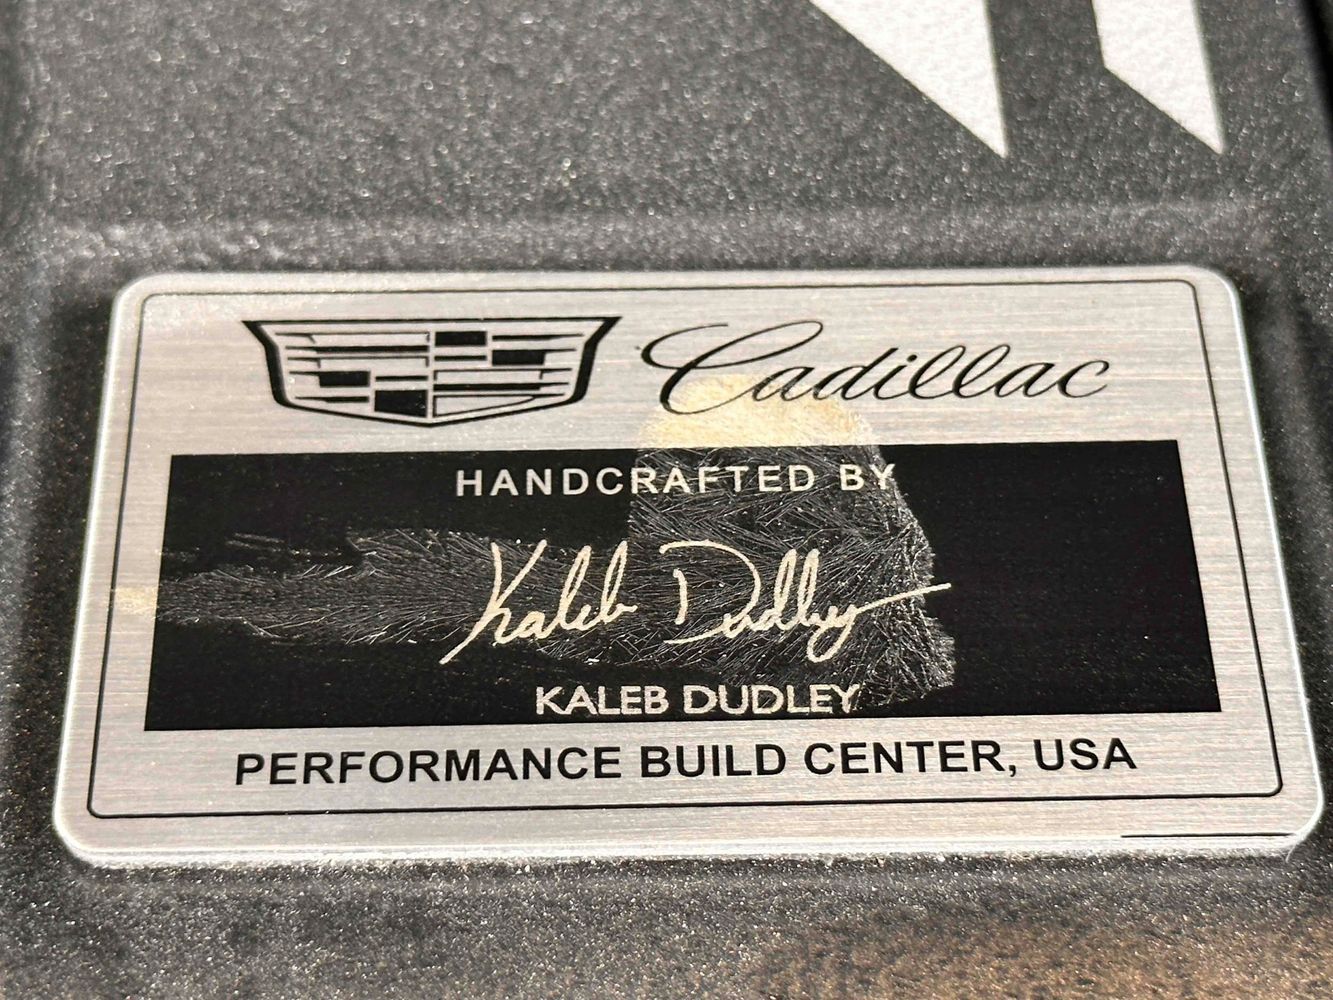 Cadillac
HANDCRAFTED BY
Kaleb Dudley
KALEB DUDLEY
PERFORMANCE BUILD CENTER, USA